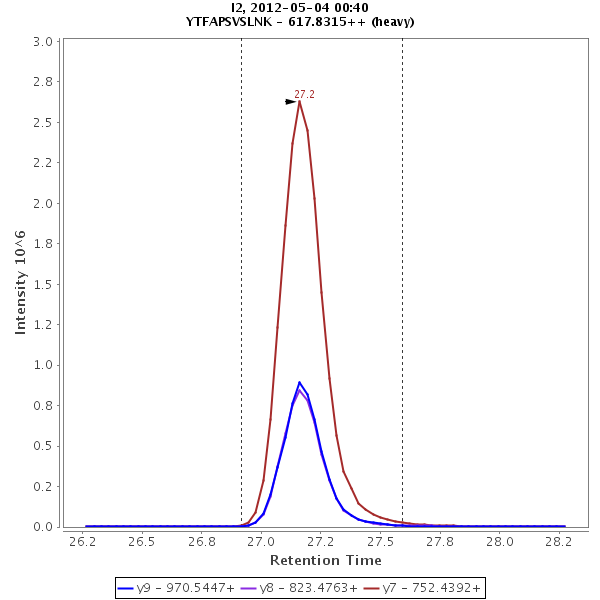 I2, 2012-05-04 00:40
YTFAPSVSLNK - 617.8315++ (heavy)
3.0
2.8
2.5
2.2
2.0
1.8
1.5
1.2
1.0
0.8
0.5
0.2
0.0
Intensity 10^6
27.2
26.2 26.5 26.8 27.0 27.2 27.5 27.8 28.0 28.2
Retention Time
y9 - 970.5447+ y8 - 823.4763+ y7 - 752.4392+